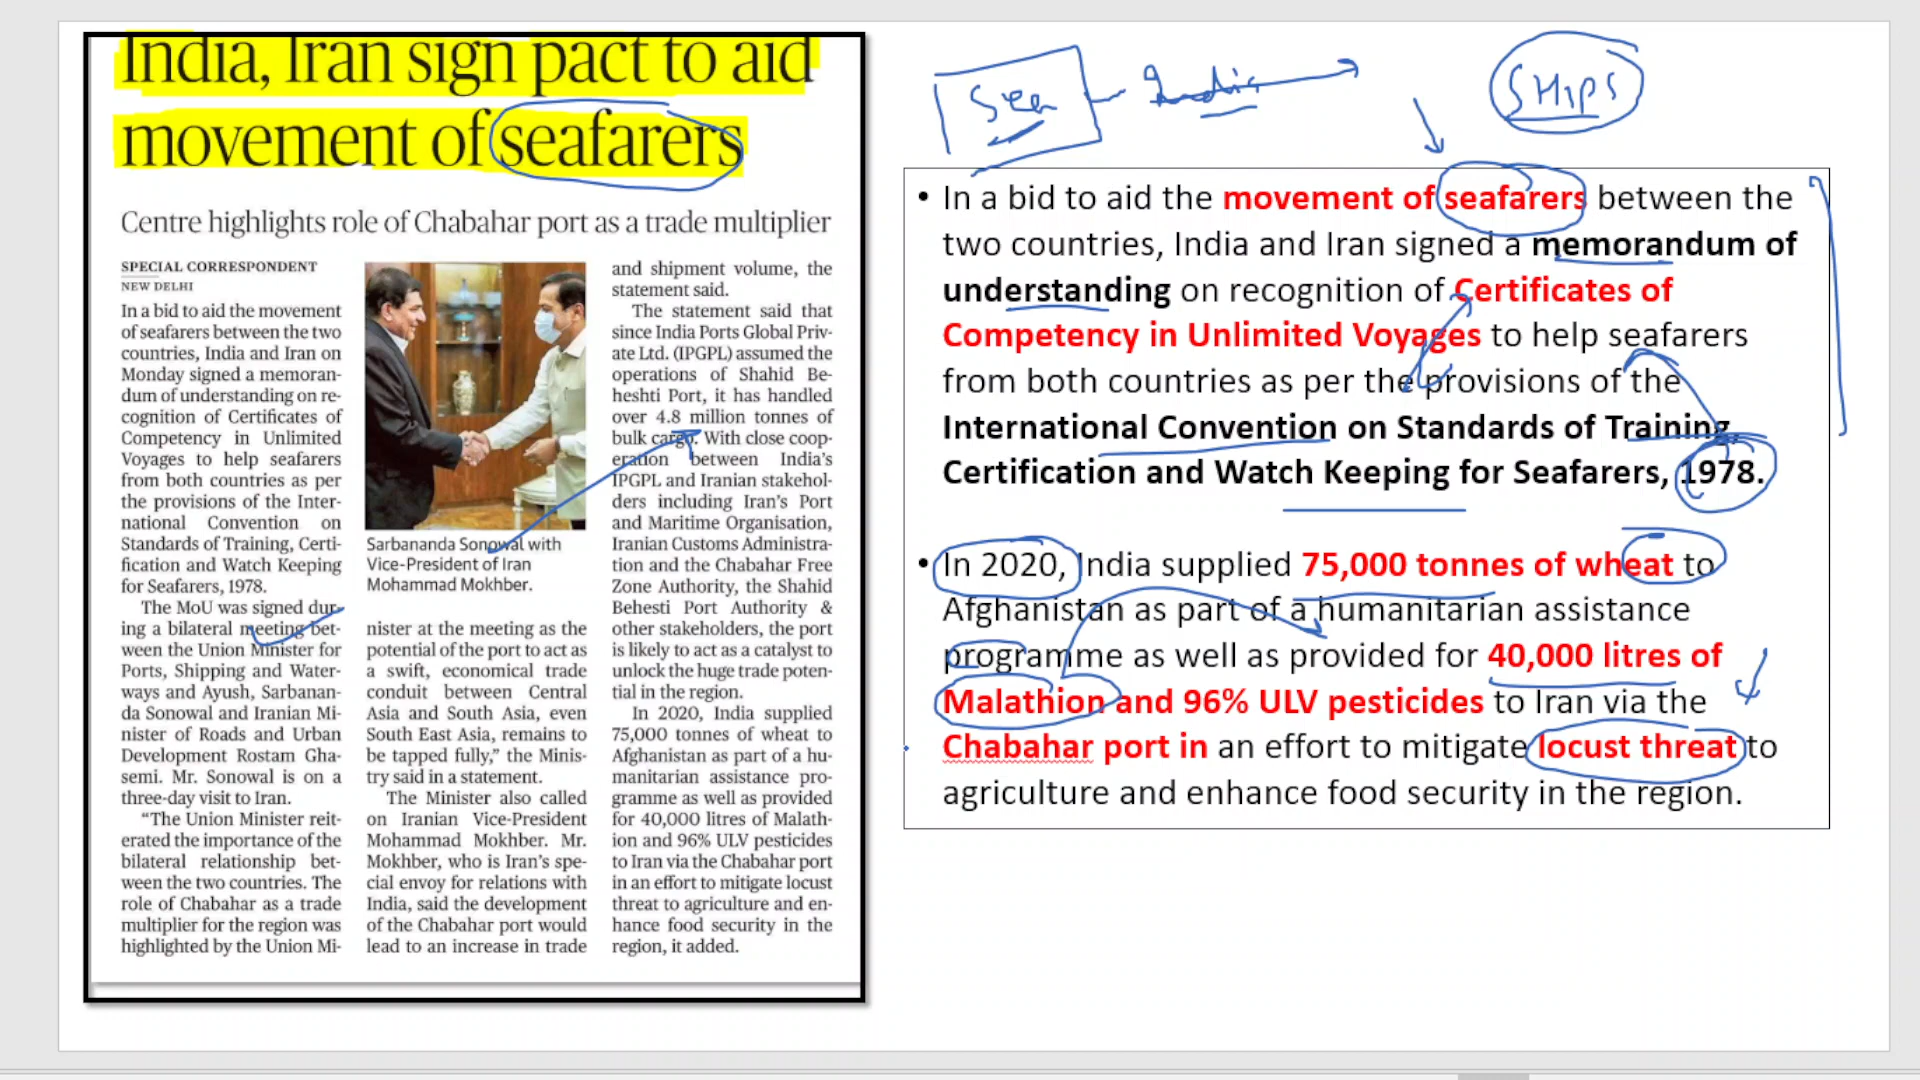 India, Iran sign pact to aid
movement of seafarers
Centre highlights role of Chabahar port as a trade multiplier
SPECIAL CORRESPONDENT
NEW DELHI
In a bid to aid the movement
of seafarers between the two
countries, India and Iran on
Monday signed a memoran-
dum of understanding on re-
cognition of Certificates of
Competency in Unlimited
Voyages to help seafarers
from both countries as per
the provisions of the Inter-
national Convention on
Standards of Training, Certi-
fication and Watch Keeping
for Seafarers, 1978.
The MoU was signed dur-
ing a bilateral meeting bet-
ween the Union Minister for
Ports, Shipping and Water-
ways and Ayush, Sarbanan-
da Sonowal and Iranian Mi-
nister of Roads and Urban
Development Rostam Gha-
semi. Mr. Sonowal is on a
three-day visit to Iran.
“The Union Minister reit-
erated the importance of the
bilateral relationship bet-
ween the two countries. The
role of Chabahar as a trade
multiplier for the region was
highlighted by the Union Mi-
Sarbananda Sonowal with
Vice-President of Iran
Mohammad Mokhber.
nister at the meeting as the
potential of the port to act as
a swift, economical trade
conduit between Central
Asia and South Asia, even
South East Asia, remains to
be tapped fully,” the Minis-
try said in a statement.
The Minister also called
on Iranian Vice-President
Mohammad Mokhber. Mr.
Mokhber, who is Iran’s spe-
cial envoy for relations with
India, said the development
of the Chabahar port would
lead to an increase in trade
and shipment volume, the
statement said.
The statement said that
since India Ports Global Priv-
ate Ltd. (IPGPL) assumed the
operations of Shahid Be-
heshti Port, it has handled
over 4.8 million tonnes of
bulk cargo. With close coop-
eration between India’s
IPGPL and Iranian stakehol-
ders including Iran’s Port
and Maritime Organisation,
Iranian Customs Administra-
tion and the Chabahar Free
Zone Authority, the Shahid
Behesti Port Authority &
other stakeholders, the port
is likely to act as a catalyst to
unlock the huge trade poten-
tial in the region.
In 2020, India supplied
75,000 tonnes of wheat to
Afghanistan as part of a hu-
manitarian assistance pro-
gramme as well as provided
for 40,000 litres of Malath-
ion and 96% ULV pesticides
to Iran via the Chabahar port
in an effort to mitigate locust
threat to agriculture and en-
hance food security in the
region, it added.
Sea India SHIPS
• In a bid to aid the movement of seafarers between the
two countries, India and Iran signed a memorandum of
understanding on recognition of Certificates of
Competency in Unlimited Voyages to help seafarers
from both countries as per the provisions of the
International Convention on Standards of Training,
Certification and Watch Keeping for Seafarers, 1978.
• In 2020, India supplied 75,000 tonnes of wheat to
Afghanistan as part of a humanitarian assistance
programme as well as provided for 40,000 litres of
Malathion and 96% ULV pesticides to Iran via the
Chabahar port in an effort to mitigate locust threat to
agriculture and enhance food security in the region.